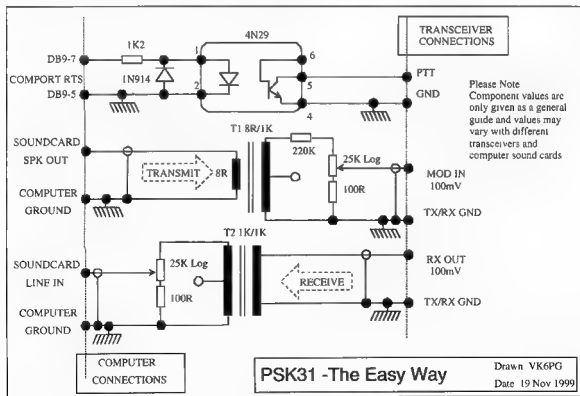 TRANSCEIVER
CONNECTIONS
4N29
1K2
DB9-7
COMPORT RTS
1N914
DB9-5
1
2
6
5
4
PTT
GND
Please Note
Component values are
only given as a general
guide and values may
vary with different
transceivers and
computer sound cards
T1 8R/1K
SOUNDCARD
SPK OUT
TRANSMIT
8R
220K
25K Log
100R
MOD IN
100mV
COMPUTER
GROUND
TX/RX GND
T2 1K/1K
SOUNDCARD
LINE IN
25K Log
100R
RECEIVE
RX OUT
100mV
COMPUTER
GROUND
TX/RX GND
COMPUTER
CONNECTIONS
PSK31 -The Easy Way
Drawn VK6PG
Date 19 Nov 1999